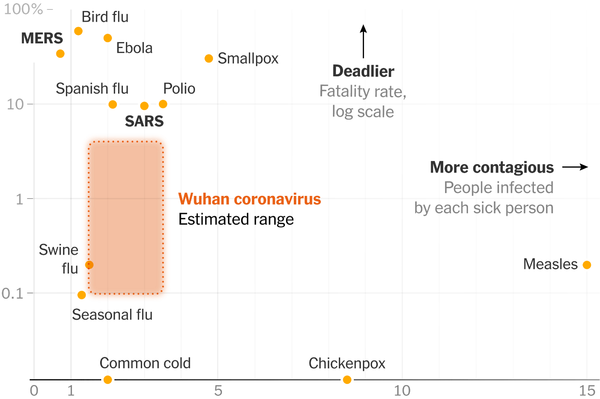 100%
Bird flu
MERS
Ebola
Smallpox
Deadlier
Fatality rate,
log scale
Spanish flu
Polio
10
SARS
More contagious
People infected
by each sick person
1
Wuhan coronavirus
Estimated range
Swine
flu
Measles
0.1
Seasonal flu
Common cold
Chickenpox
0
1
5
10
15